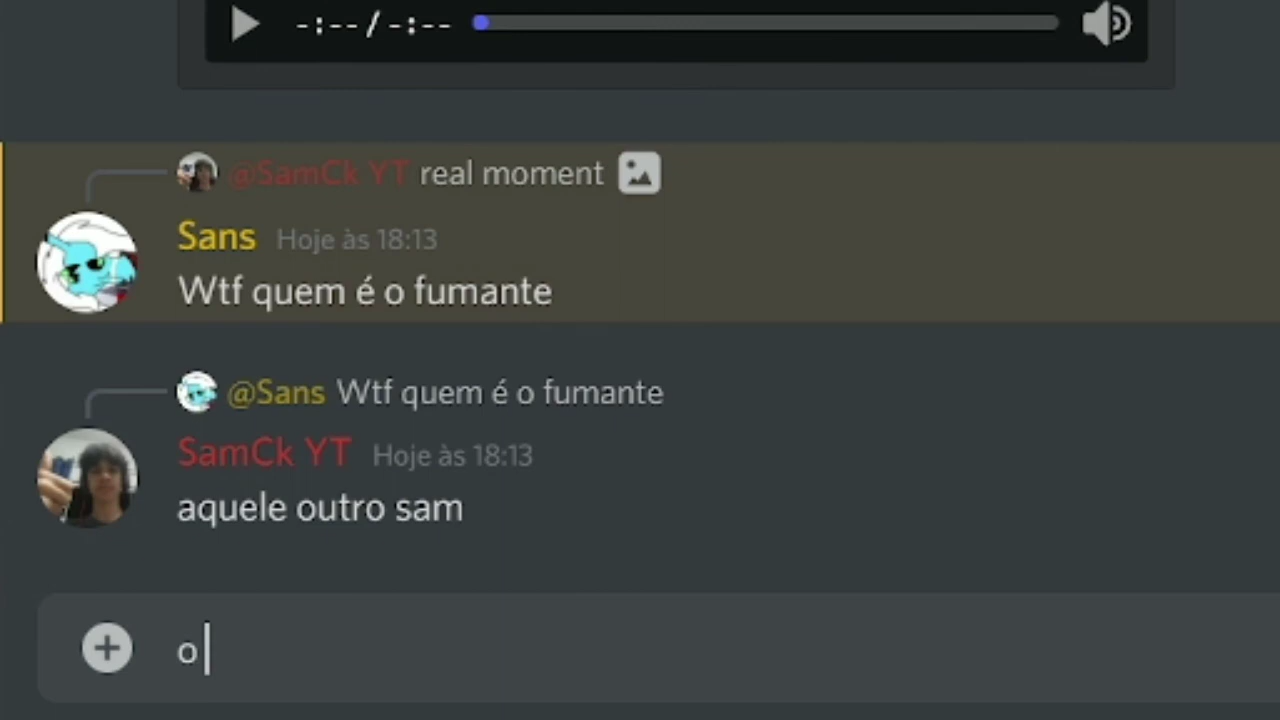 -:-- / -:--
@SamCk YT real moment
Sans Hoje às 18:13
Wtf quem é o fumante
@Sans Wtf quem é o fumante
SamCk YT Hoje às 18:13
aquele outro sam
o